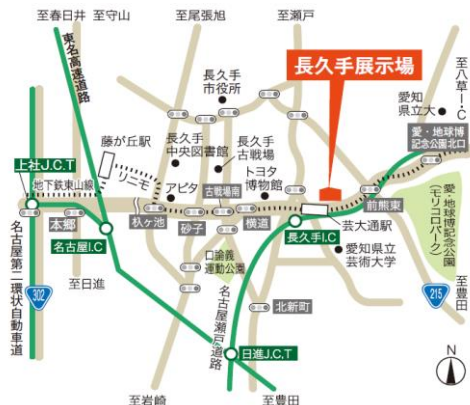 至春日井
至守山
至尾張旭
至瀬戸
至八草I・C
東名高速道路
長久手
市役所
長久手展示場
愛知
県立大
愛・地球博
記念公園北口
藤が丘駅
長久手
中央図書館
長久手
古戦場
トヨタ
博物館
上社J.C.T
地下鉄東山線
リニモ
アピタ
古戦場南
本郷
名古屋I.C
杁ヶ池
砂子
横道
長久手I.C
芸大通駅
前熊東
愛・地球博記念公園
(モリコロパーク)
愛知県立
芸術大学
口論義
運動公園
名古屋第二環状自動車道
302
至日進
名古屋瀬戸道路
北新町
215
至豊田
日進J.C.T
至岩崎
至豊田
N